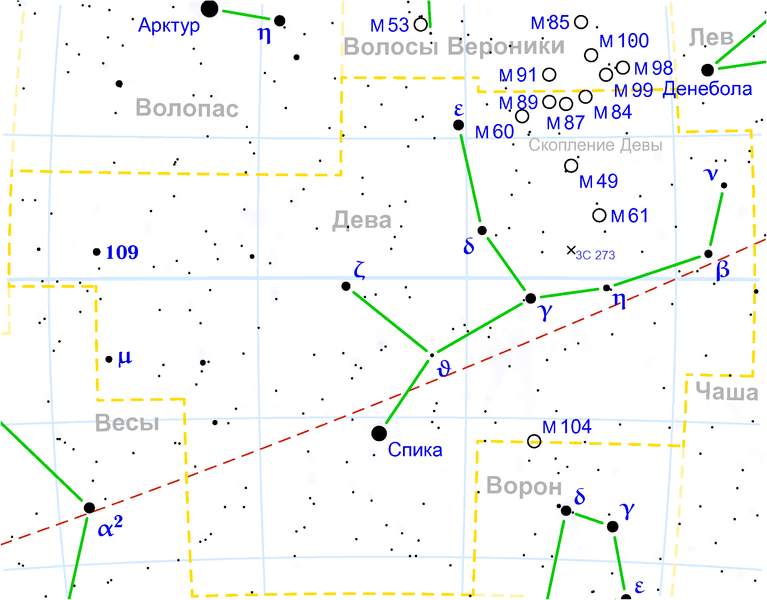 Арктур
η
M 53
M 85
Лев
Волосы Вероники
M 100
M 91
M 98
M 99
Денебола
Волопас
M 89
M 84
ε
M 60
M 87
Скопление Девы
M 49
ν
Дева
M 61
δ
109
3C 273
ζ
β
η
γ
μ
ϑ
Чаша
Весы
M 104
Спика
Ворон
δ
γ
α²
ε